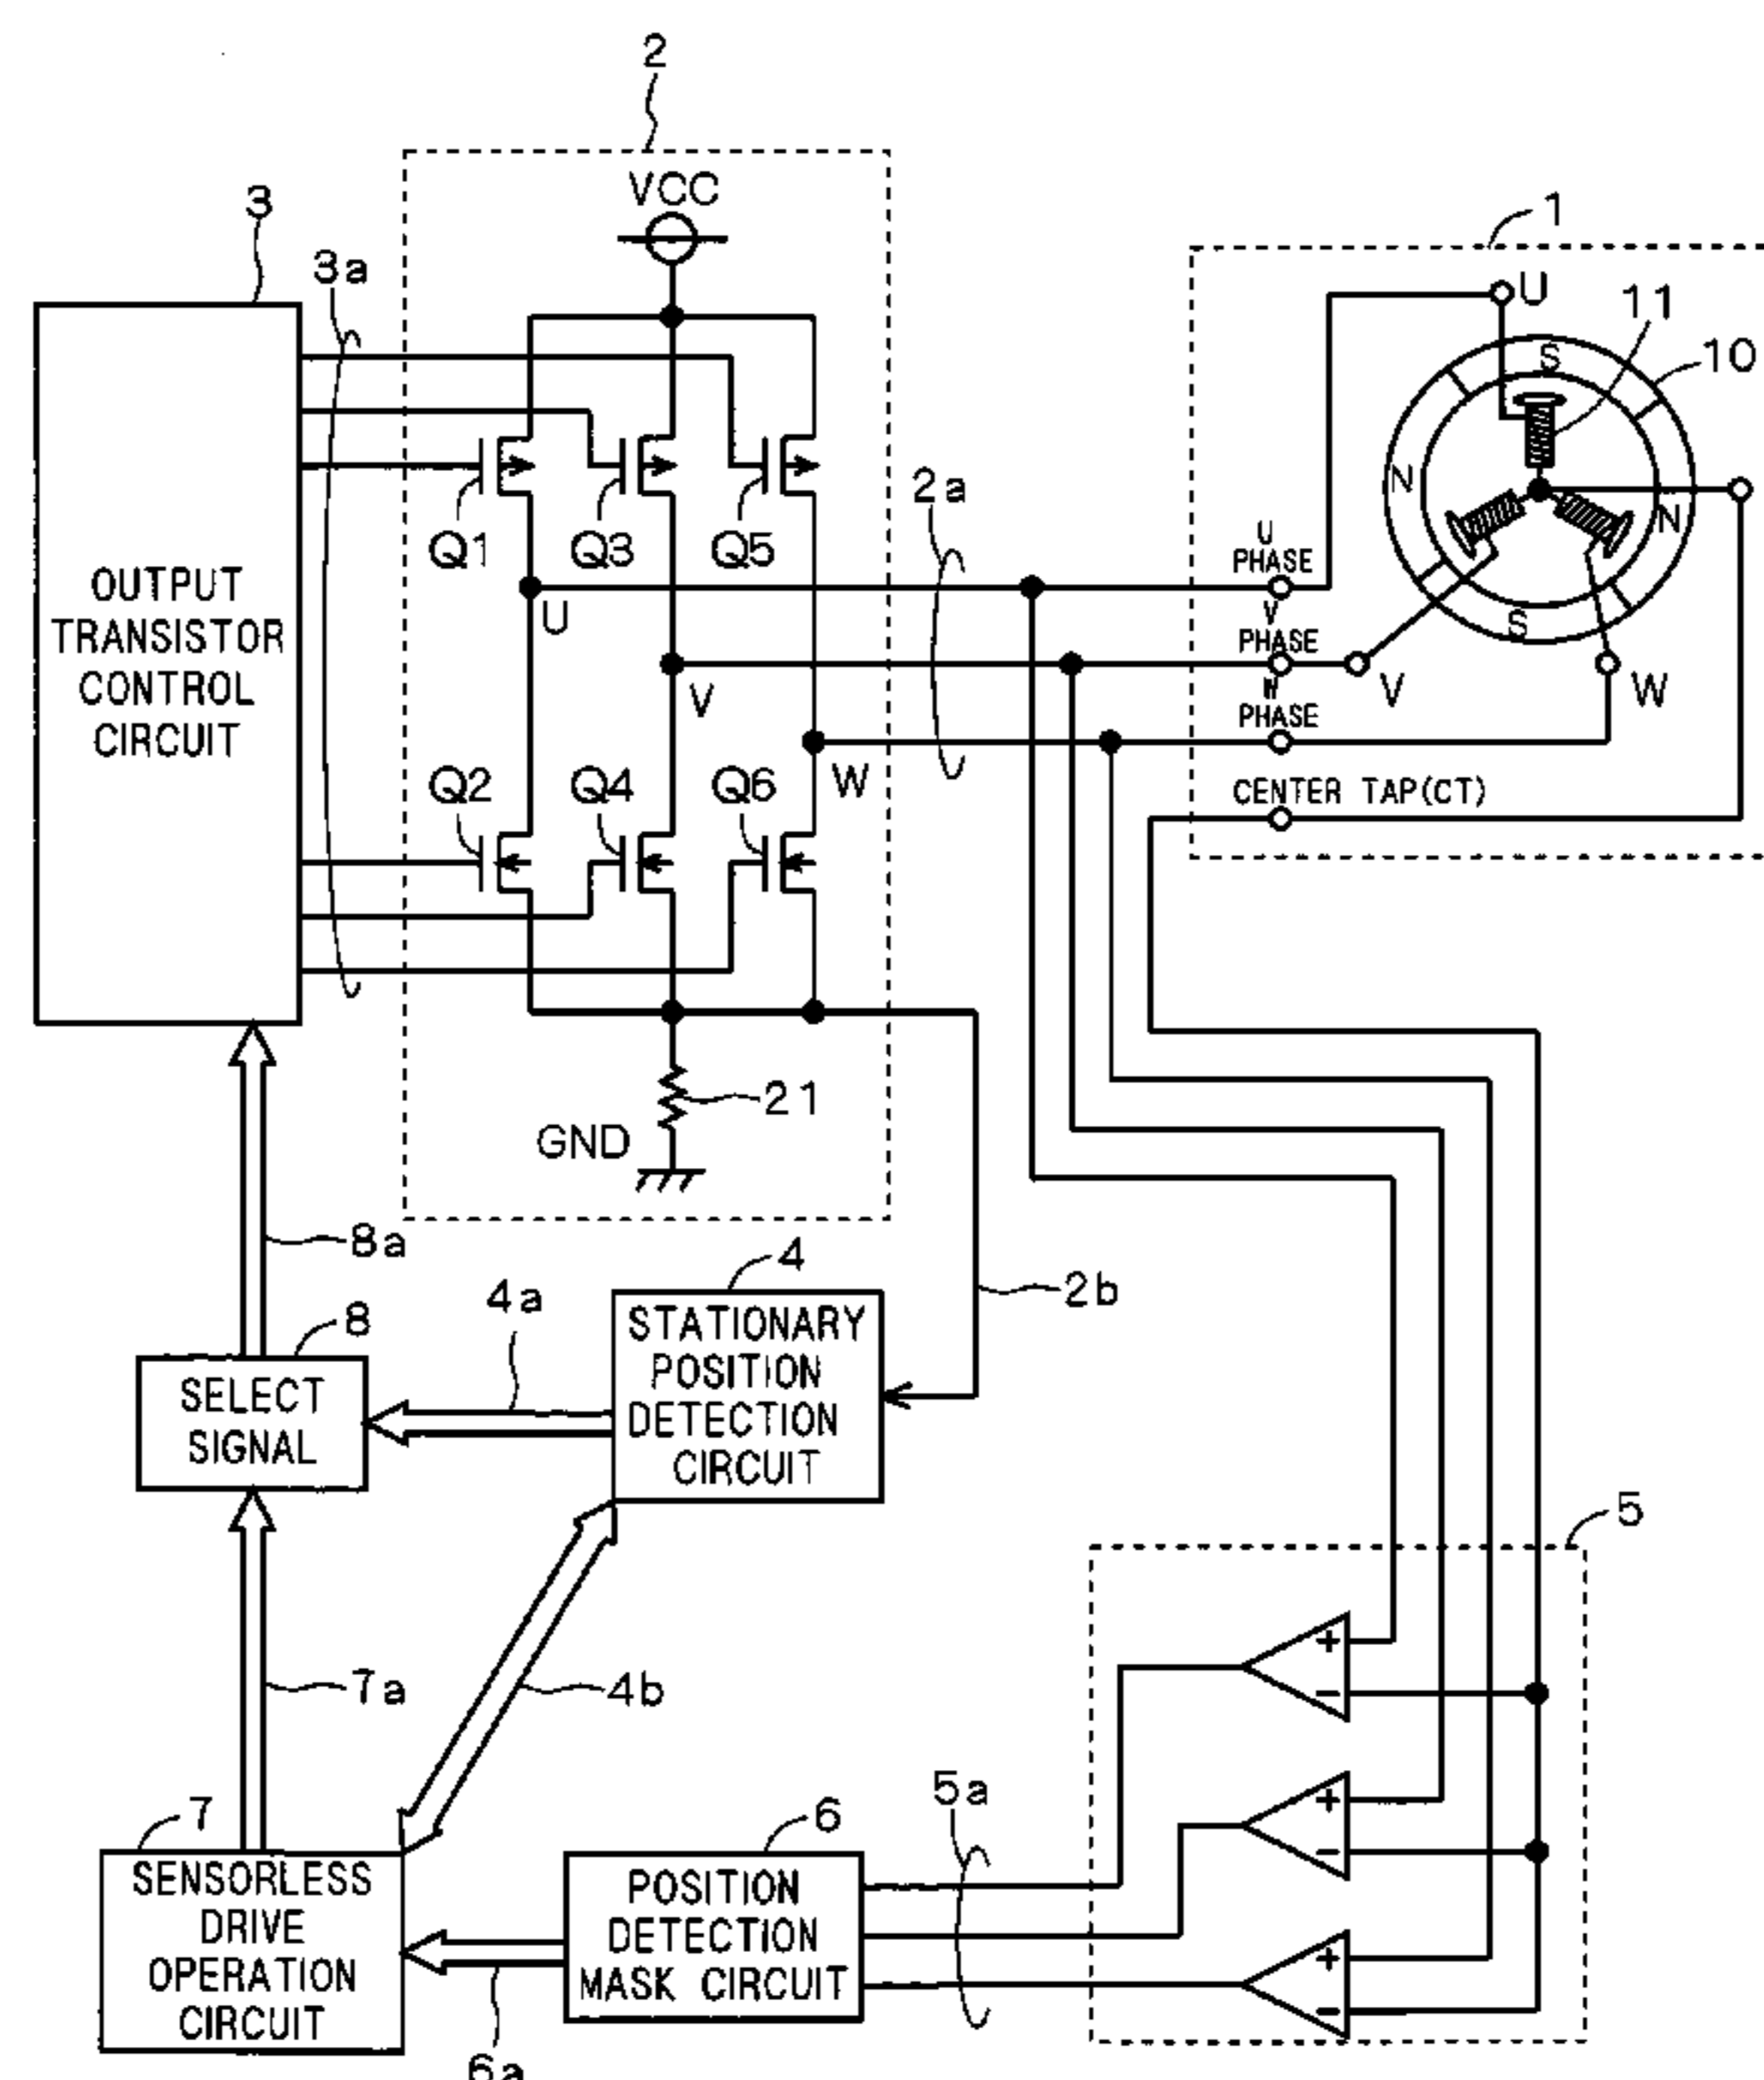 2
VCC
3
3a
1
U
11
S
10
N
N
S
Q1
Q3
Q5
2a
U
PHASE
V
PHASE
W
PHASE
CENTER TAP(CT)
V
W
OUTPUT
TRANSISTOR
CONTROL
CIRCUIT
U
V
W
Q2
Q4
Q6
21
GND
8a
4
2b
4a
8
STATIONARY
POSITION
DETECTION
CIRCUIT
SELECT
SIGNAL
5
7a
4b
+
−
+
−
+
−
5a
7
6
SENSORLESS
DRIVE
OPERATION
CIRCUIT
POSITION
DETECTION
MASK CIRCUIT
6a